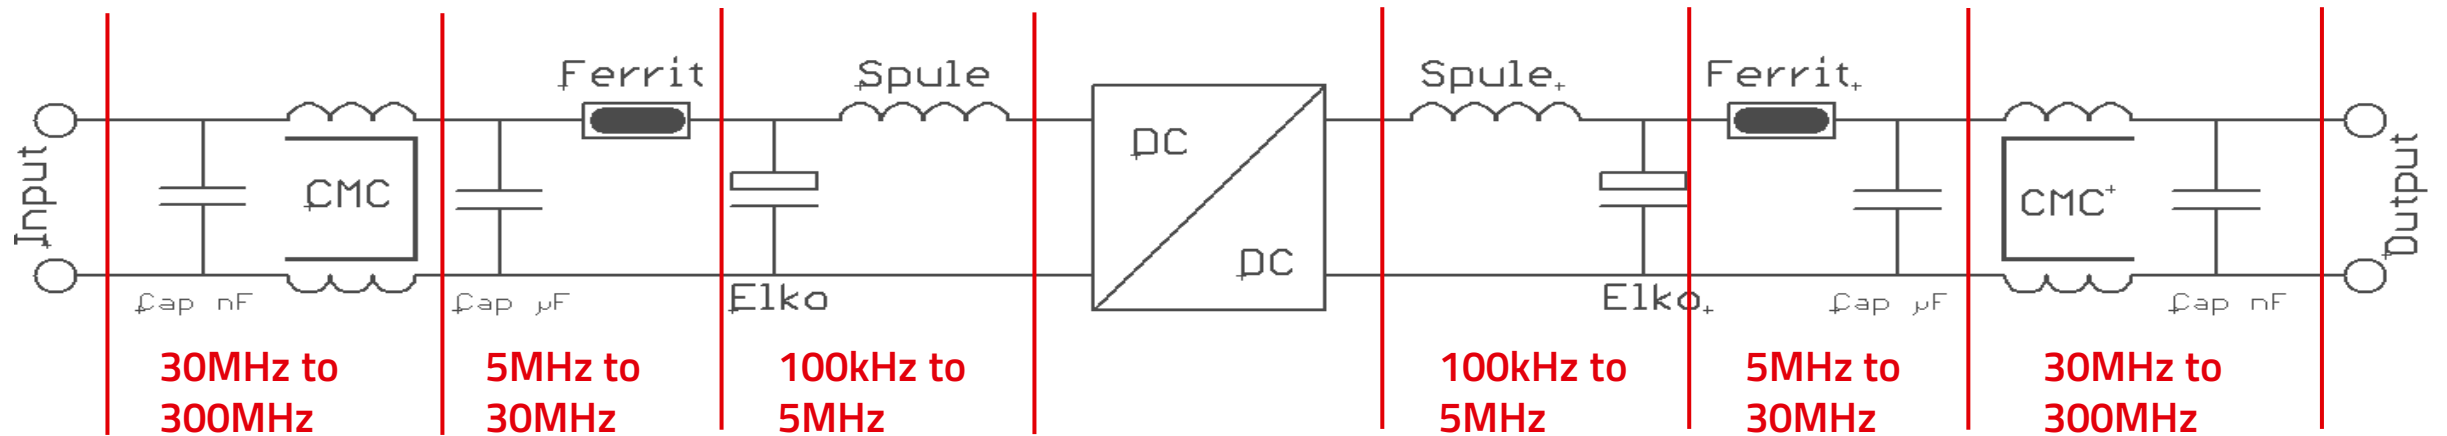 Input
Cap nF
CMC
Cap µF
Ferrit
Elko
Spule
DC
DC
Spule
Elko
Ferrit
Cap µF
CMC
Cap nF
Output
30MHz to
300MHz
5MHz to
30MHz
100kHz to
5MHz
100kHz to
5MHz
5MHz to
30MHz
30MHz to
300MHz